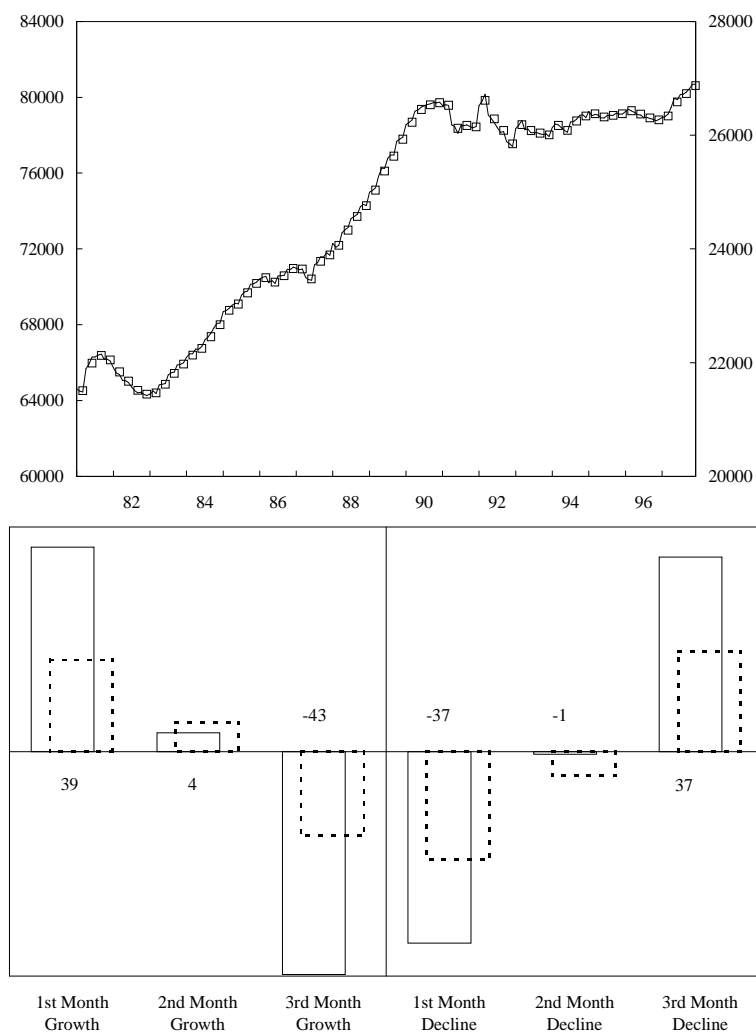 84000
28000
80000
26000
76000
72000
24000
68000
22000
64000
60000
20000
82
84
86
88
90
92
94
96
-43
-37
-1
39
4
37
1st Month
Growth
2nd Month
Growth
3rd Month
Growth
1st Month
Decline
2nd Month
Decline
3rd Month
Decline